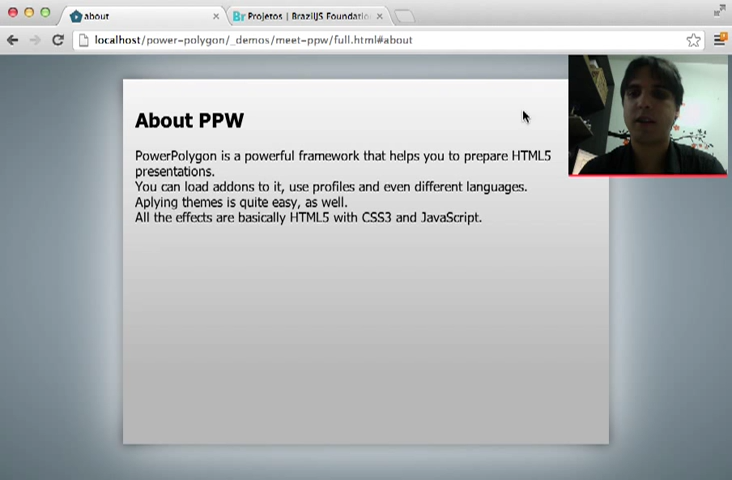 about
Projetos | BrazilJS Foundatio
localhost/power-polygon/_demos/meet-ppw/full.html#about
About PPW
PowerPolygon is a powerful framework that helps you to prepare HTML5
presentations.
You can load addons to it, use profiles and even different languages.
Aplying themes is quite easy, as well.
All the effects are basically HTML5 with CSS3 and JavaScript.